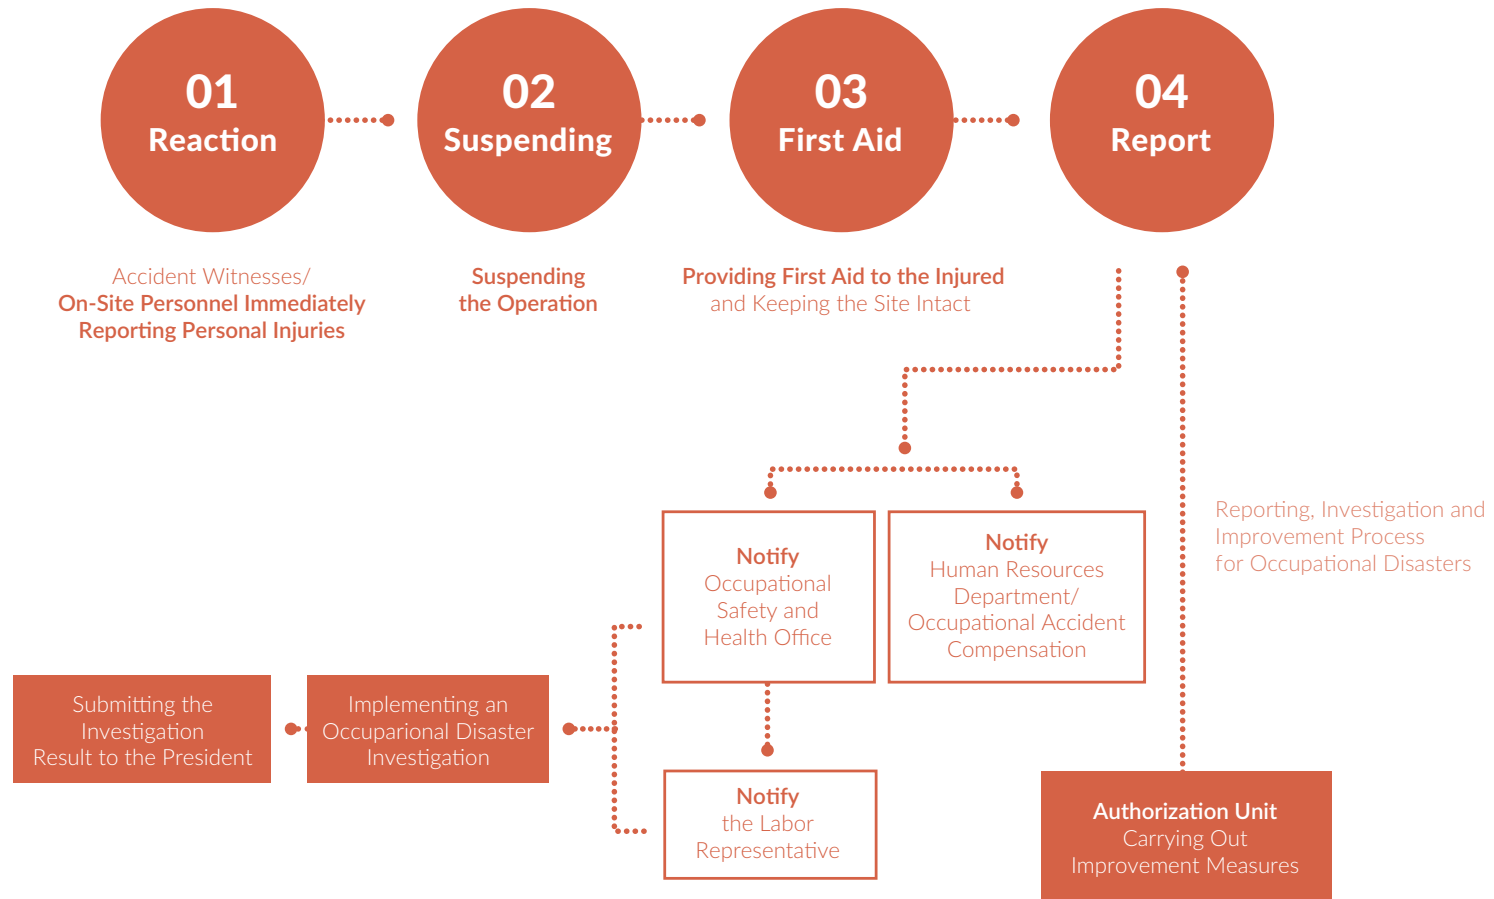 01
Reaction
02
Suspending
03
First Aid
04
Report
Accident Witnesses/
On-Site Personnel Immediately
Reporting Personal Injuries
Suspending
the Operation
Providing First Aid to the Injured
and Keeping the Site Intact
Reporting, Investigation and
Improvement Process
for Occupational Disasters
Notify
Occupational
Safety and
Health Office
Notify
Human Resources
Department/
Occupational Accident
Compensation
Submitting the
Investigation
Result to the President
Implementing an
Occuparional Disaster
Investigation
Notify
the Labor
Representative
Authorization Unit
Carrying Out
Improvement Measures